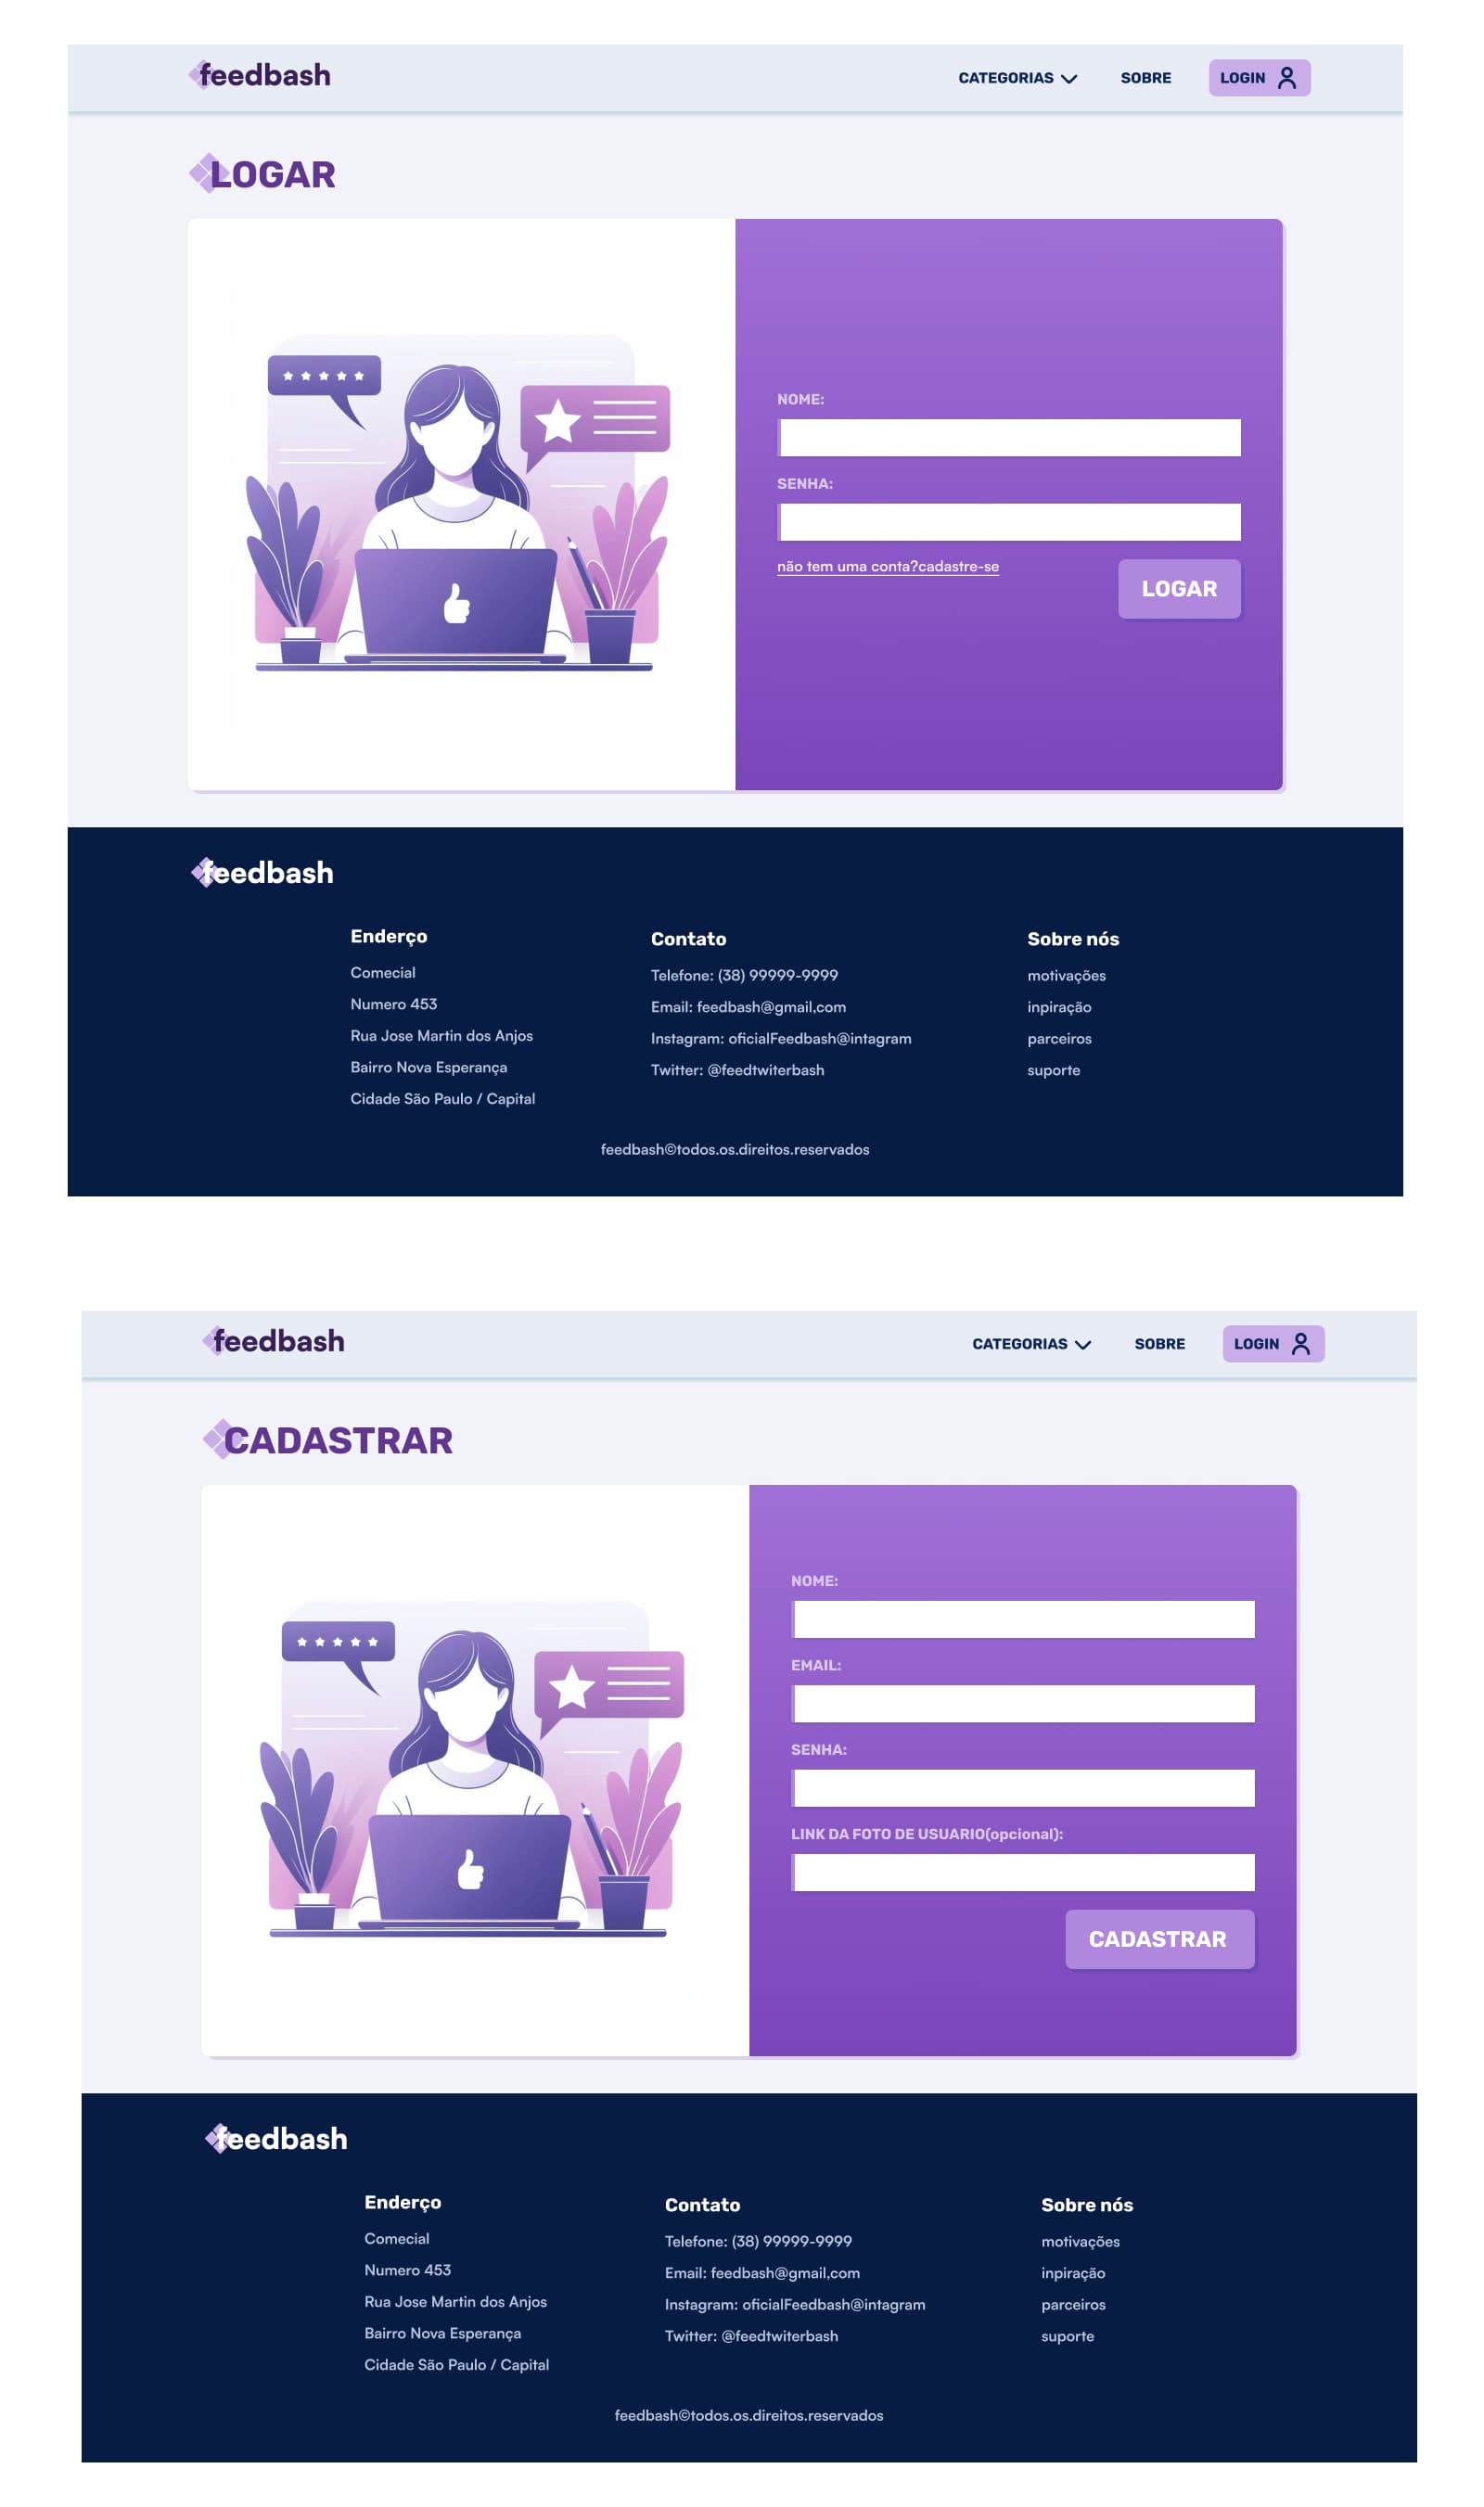 feedbash
CATEGORIAS SOBRE LOGIN
LOGAR
NOME:
SENHA:
não tem uma conta?cadastre-se
LOGAR
feedbash
Enderço
Comecial
Numero 453
Rua Jose Martin dos Anjos
Bairro Nova Esperança
Cidade São Paulo / Capital
Contato
Telefone: (38) 99999-9999
Email: feedbash@gmail,com
Instagram: oficialFeedbash@intagram
Twitter: @feedtwiterbash
Sobre nós
motivações
inpiração
parceiros
suporte
feedbash©todos.os.direitos.reservados
feedbash
CATEGORIAS SOBRE LOGIN
CADASTRAR
NOME:
EMAIL:
SENHA:
LINK DA FOTO DE USUARIO(opcional):
CADASTRAR
feedbash
Enderço
Comecial
Numero 453
Rua Jose Martin dos Anjos
Bairro Nova Esperança
Cidade São Paulo / Capital
Contato
Telefone: (38) 99999-9999
Email: feedbash@gmail,com
Instagram: oficialFeedbash@intagram
Twitter: @feedtwiterbash
Sobre nós
motivações
inpiração
parceiros
suporte
feedbash©todos.os.direitos.reservados